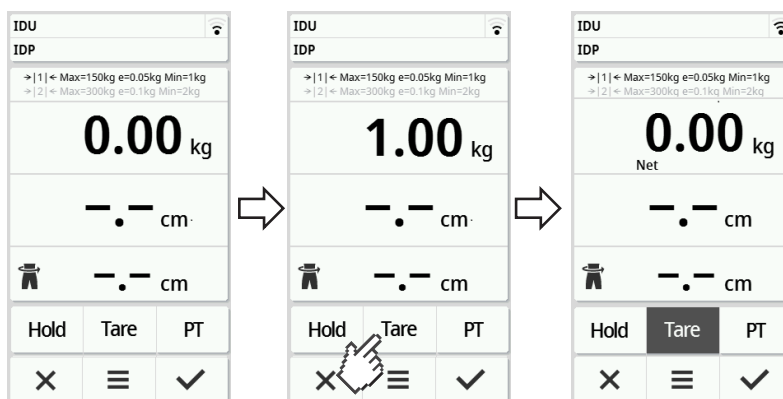 IDU
IDP
→|1|← Max=150kg e=0.05kg Min=1kg
→|2|← Max=300kg e=0.1kg Min=2kg
0.00 kg
-.- cm
-.- cm
Hold Tare PT
IDU
IDP
→|1|← Max=150kg e=0.05kg Min=1kg
→|2|← Max=300kg e=0.1kg Min=2kg
1.00 kg
-.- cm
-.- cm
Hold Tare PT
IDU
IDP
→|1|← Max=150kg e=0.05kg Min=1kg
→|2|← Max=300kg e=0.1kg Min=2kg
0.00 kg
Net
-.- cm
-.- cm
Hold Tare PT